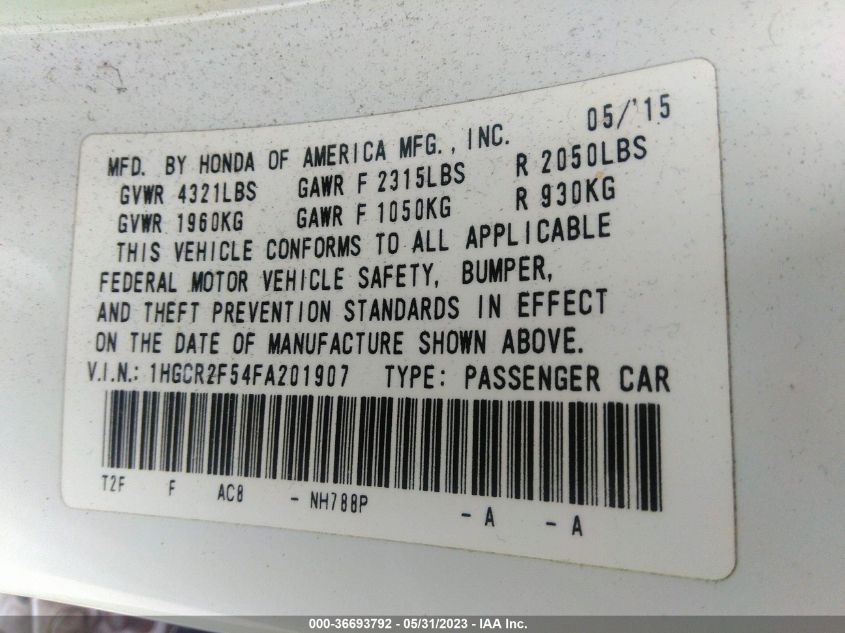 05/'15
MFD. BY HONDA OF AMERICA MFG., INC.
GVWR 4321LBS GAWR F 2315LBS R 2050LBS
GVWR 1960KG GAWR F 1050KG R 930KG
THIS VEHICLE CONFORMS TO ALL APPLICABLE
FEDERAL MOTOR VEHICLE SAFETY, BUMPER,
AND THEFT PREVENTION STANDARDS IN EFFECT
ON THE DATE OF MANUFACTURE SHOWN ABOVE.
V.I.N.: 1HGCR2F54FA201907 TYPE: PASSENGER CAR
T2F F AC8 - NH788P - A - A
000-36693792 - 05/31/2023 - IAA Inc.